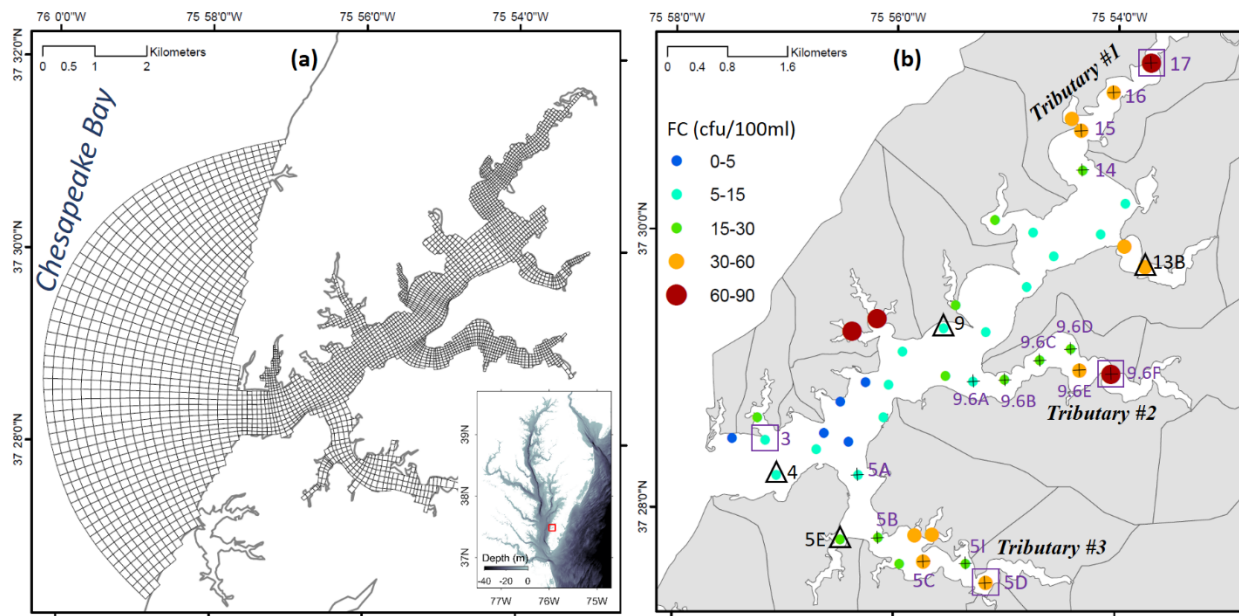 76 0'0"W
75 58'0"W
75 56'0"W
75 54'0"W
37 32'0"N
37 30'0"N
37 28'0"N
Kilometers
0 0.5 1 2
(a)
Chesapeake Bay
39N
38N
37N
Depth (m)
-40 -20 0
77W 76W 75W
75 58'0"W
75 56'0"W
75 54'0"W
37 30'0"N
37 28'0"N
Kilometers
0 0.4 0.8 1.6
(b)
Tributary #1
17
16
15
14
FC (cfu/100ml)
0-5
5-15
15-30
30-60
60-90
13B
9
9.6D
9.6C
9.6F
9.6E
9.6A
9.6B
Tributary #2
3
4
5A
5B
5E
5I
Tributary #3
5C
5D